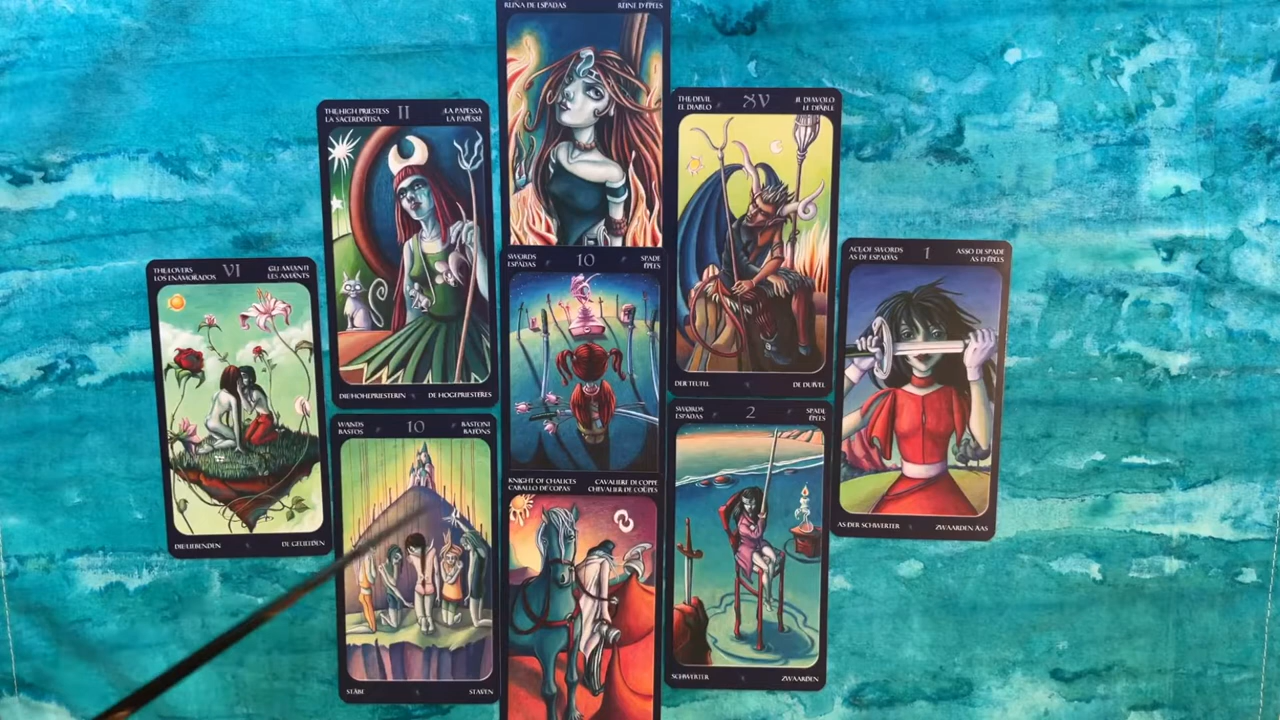 REINA DE ESPADAS REINE D'ÉPÉES
THE HIGH PRIESTESS II LA PAPESSA
LA SACERDOTISA LA PAPESSE
THE DEVIL XV IL DIAVOLO
EL DIABLO LE DIABLE
THE LOVERS VI GLI AMANTI
LOS ENAMORADOS LES AMANTS
SWORDS 10 SPADE
ESPADAS ÉPÉES
ACE OF SWORDS 1 ASSO DI SPADE
AS DE ESPADAS AS D'ÉPÉES
DIE HOHEPRIESTERIN DE HOGEPRIESTERES
DER TEUFEL DE DUIVEL
WANDS 10 BASTONI
BASTOS BATONS
SWORDS 2 SPADE
ESPADAS ÉPÉES
KNIGHT OF CHALICES CAVALIERE DI COPPE
CABALLO DE COPAS CHEVALIER DE COUPES
DIE LIEBENDEN DE GELIEFDEN
AS DER SCHWERTER ZWAARDEN AAS
STÄBE STAVEN
SCHWERTER ZWAARDEN